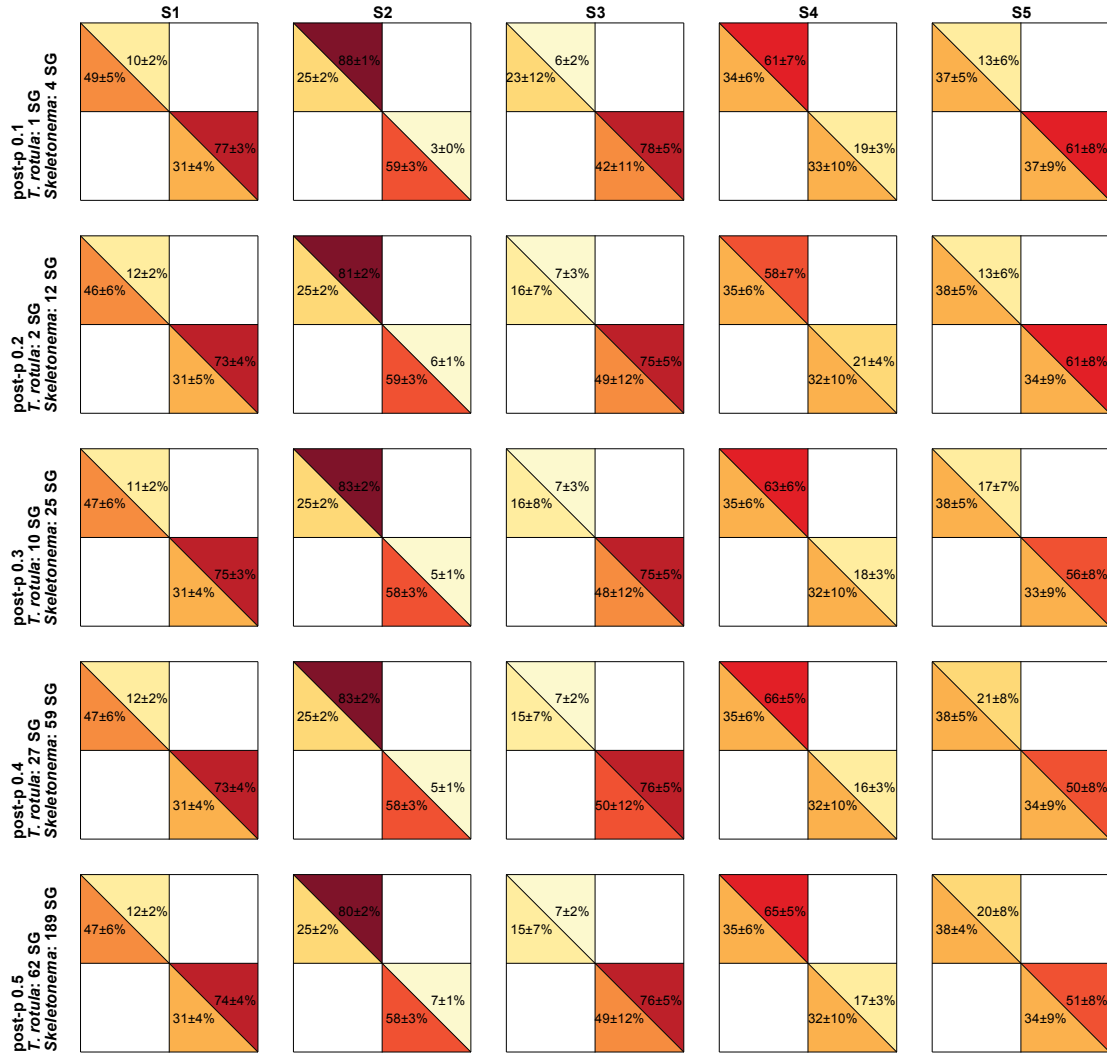 S1 S2 S3 S4 S5
post-p 0.1
T. rotula: 1 SG
Skeletonema: 4 SG
10±2% 88±1% 6±2% 61±7% 13±6%
49±5% 25±2% 23±12% 34±6% 37±5%
77±3% 3±0% 78±5% 19±3% 61±8%
31±4% 59±3% 42±11% 33±10% 37±9%
post-p 0.2
T. rotula: 2 SG
Skeletonema: 12 SG
12±2% 81±2% 7±3% 58±7% 13±6%
46±6% 25±2% 16±7% 35±6% 38±5%
73±4% 6±1% 75±5% 21±4% 61±8%
31±5% 59±3% 49±12% 32±10% 34±9%
post-p 0.3
T. rotula: 10 SG
Skeletonema: 25 SG
11±2% 83±2% 7±3% 63±6% 17±7%
47±6% 25±2% 16±8% 35±6% 38±5%
75±3% 5±1% 75±5% 18±3% 56±8%
31±4% 58±3% 48±12% 32±10% 33±9%
post-p 0.4
T. rotula: 27 SG
Skeletonema: 59 SG
12±2% 83±2% 7±2% 66±5% 21±8%
47±6% 25±2% 15±7% 35±6% 38±5%
73±4% 5±1% 76±5% 16±3% 50±8%
31±4% 58±3% 50±12% 32±10% 34±9%
post-p 0.5
T. rotula: 62 SG
Skeletonema: 189 SG
12±2% 80±2% 7±2% 65±5% 20±8%
47±6% 25±2% 15±7% 35±6% 38±4%
74±4% 7±1% 76±5% 17±3% 51±8%
31±4% 58±3% 49±12% 32±10% 34±9%